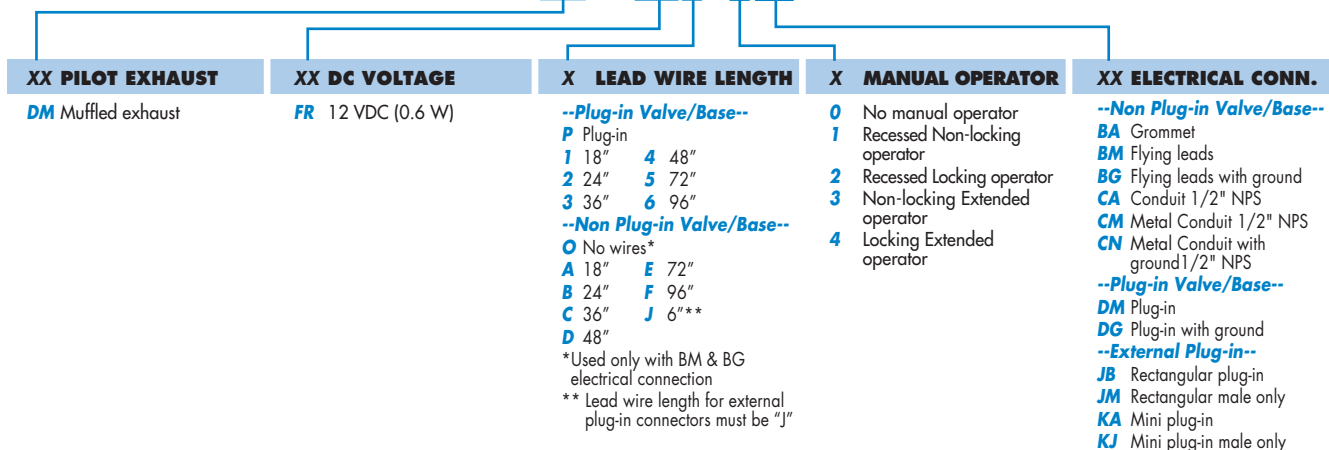 XX PILOT EXHAUST
DM Muffled exhaust
XX DC VOLTAGE
FR 12 VDC (0.6 W)
X LEAD WIRE LENGTH
--Plug-in Valve/Base--
P Plug-in
1 18" 4 48"
2 24" 5 72"
3 36" 6 96"
--Non Plug-in Valve/Base--
O No wires*
A 18" E 72"
B 24" F 96"
C 36" J 6"**
D 48"
*Used only with BM & BG
electrical connection
** Lead wire length for external
plug-in connectors must be "J"
X MANUAL OPERATOR
0 No manual operator
1 Recessed Non-locking
operator
2 Recessed Locking operator
3 Non-locking Extended
operator
4 Locking Extended
operator
XX ELECTRICAL CONN.
--Non Plug-in Valve/Base--
BA Grommet
BM Flying leads
BG Flying leads with ground
CA Conduit 1/2" NPS
CM Metal Conduit 1/2" NPS
CN Metal Conduit with
ground1/2" NPS
--Plug-in Valve/Base--
DM Plug-in
DG Plug-in with ground
--External Plug-in--
JB Rectangular plug-in
JM Rectangular male only
KA Mini plug-in
KJ Mini plug-in male only